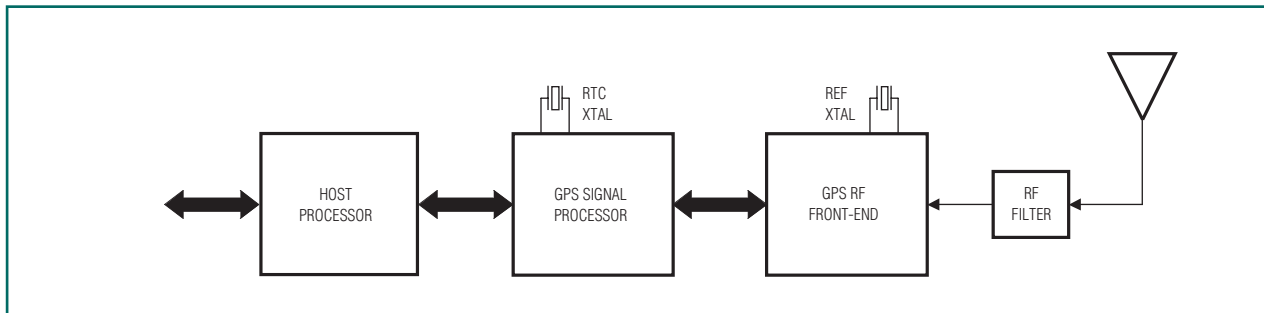 RTC
XTAL
REF
XTAL
HOST
PROCESSOR
GPS SIGNAL
PROCESSOR
GPS RF
FRONT-END
RF
FILTER